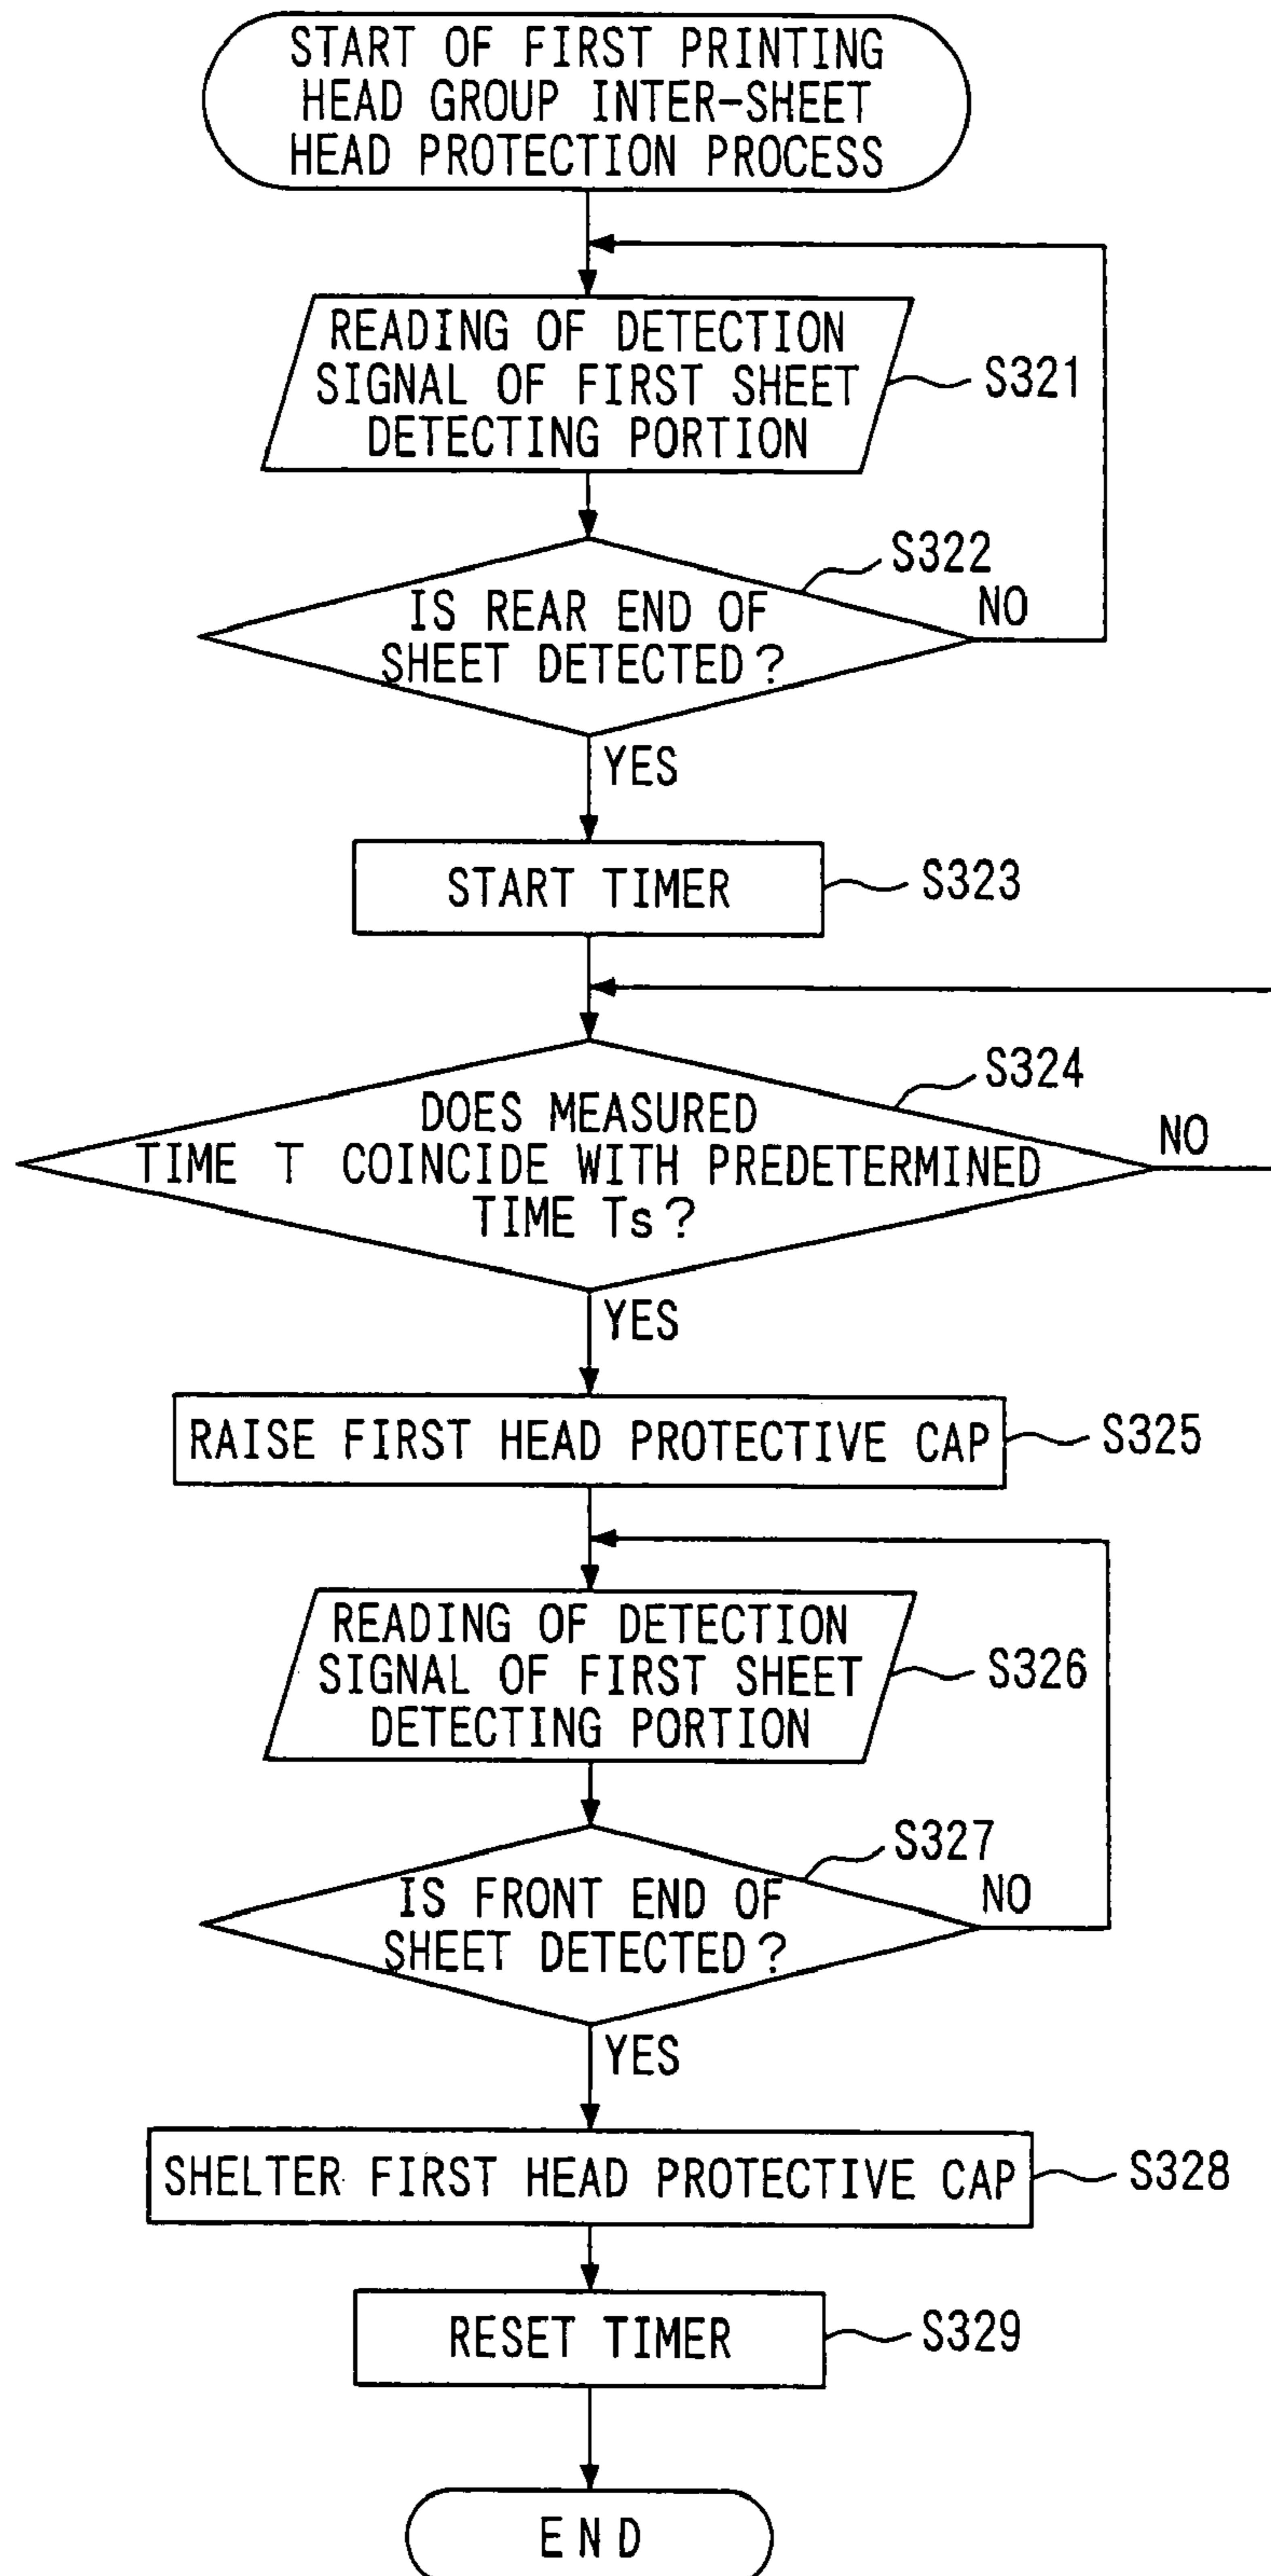 START OF FIRST PRINTING
HEAD GROUP INTER-SHEET
HEAD PROTECTION PROCESS
READING OF DETECTION
SIGNAL OF FIRST SHEET
DETECTING PORTION
S321
S322
IS REAR END OF
SHEET DETECTED?
NO
YES
START TIMER
S323
S324
DOES MEASURED
TIME T COINCIDE WITH PREDETERMINED
TIME Ts?
NO
YES
RAISE FIRST HEAD PROTECTIVE CAP
S325
READING OF DETECTION
SIGNAL OF FIRST SHEET
DETECTING PORTION
S326
S327
IS FRONT END OF
SHEET DETECTED?
NO
YES
SHELTER FIRST HEAD PROTECTIVE CAP
S328
RESET TIMER
S329
END